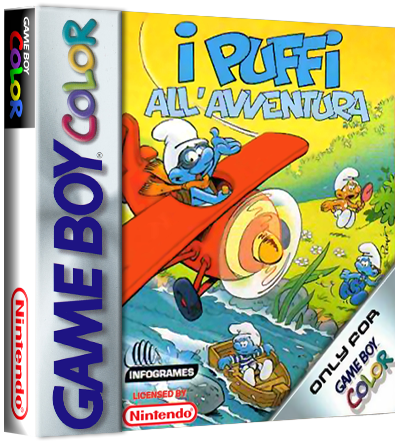 GAME BOY COLOR
Nintendo
GAME BOY COLOR
I PUFFI
ALL'AVVENTURA
INFOGRAMES
LICENSED BY
Nintendo
ONLY FOR
GAME BOY
COLOR